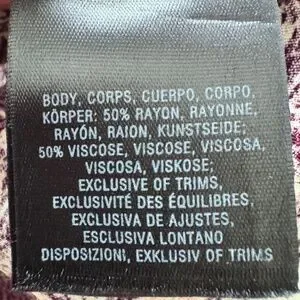 BODY, CORPS, CUERPO, CORPO,
KÖRPER: 50% RAYON, RAYONNE,
RAYÓN, RAION, KUNSTSEIDE;
50% VISCOSE, VISCOSE, VISCOSA,
VISCOSA, VISKOSE;
EXCLUSIVE OF TRIMS,
EXCLUSIVITÉ DES ÉQUILIBRES,
EXCLUSIVA DE AJUSTES,
ESCLUSIVA LONTANO
DISPOSIZIONI, EXKLUSIV OF TRIMS